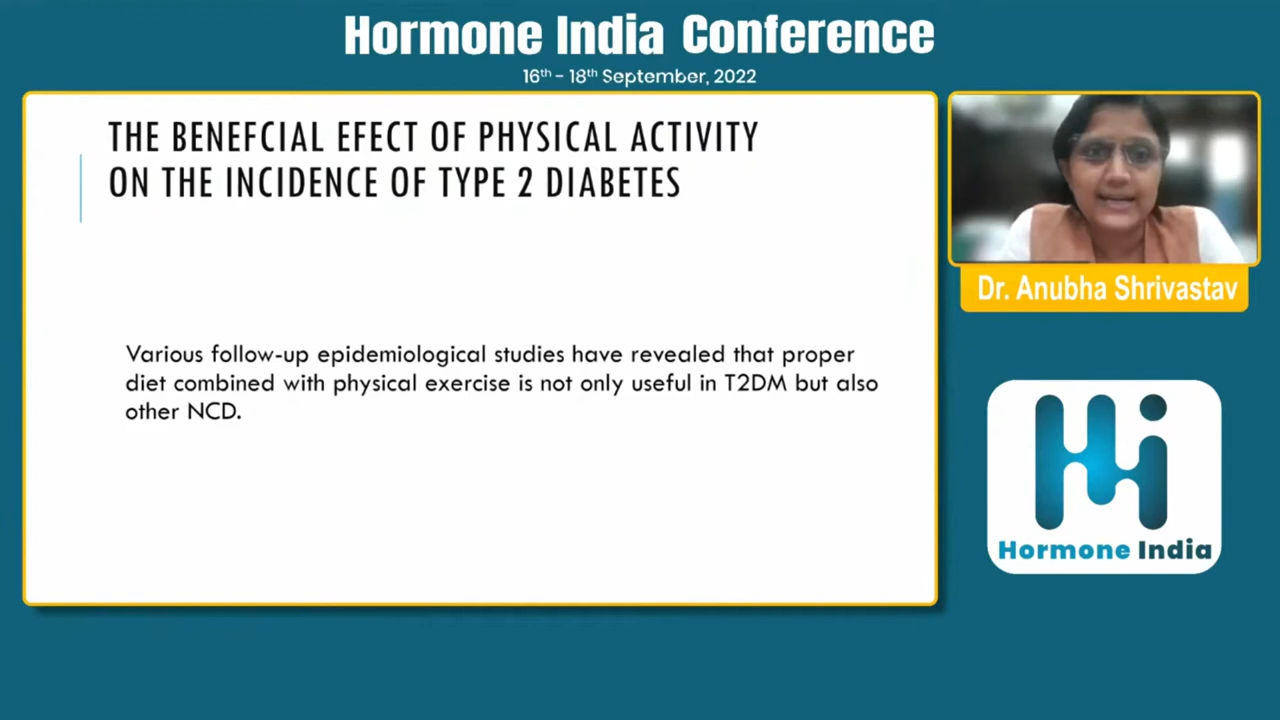 Hormone India Conference
16th - 18th September, 2022
THE BENEFCIAL EFECT OF PHYSICAL ACTIVITY
ON THE INCIDENCE OF TYPE 2 DIABETES
Various follow-up epidemiological studies have revealed that proper
diet combined with physical exercise is not only useful in T2DM but also
other NCD.
Dr. Anubha Shrivastav
Hi
Hormone India